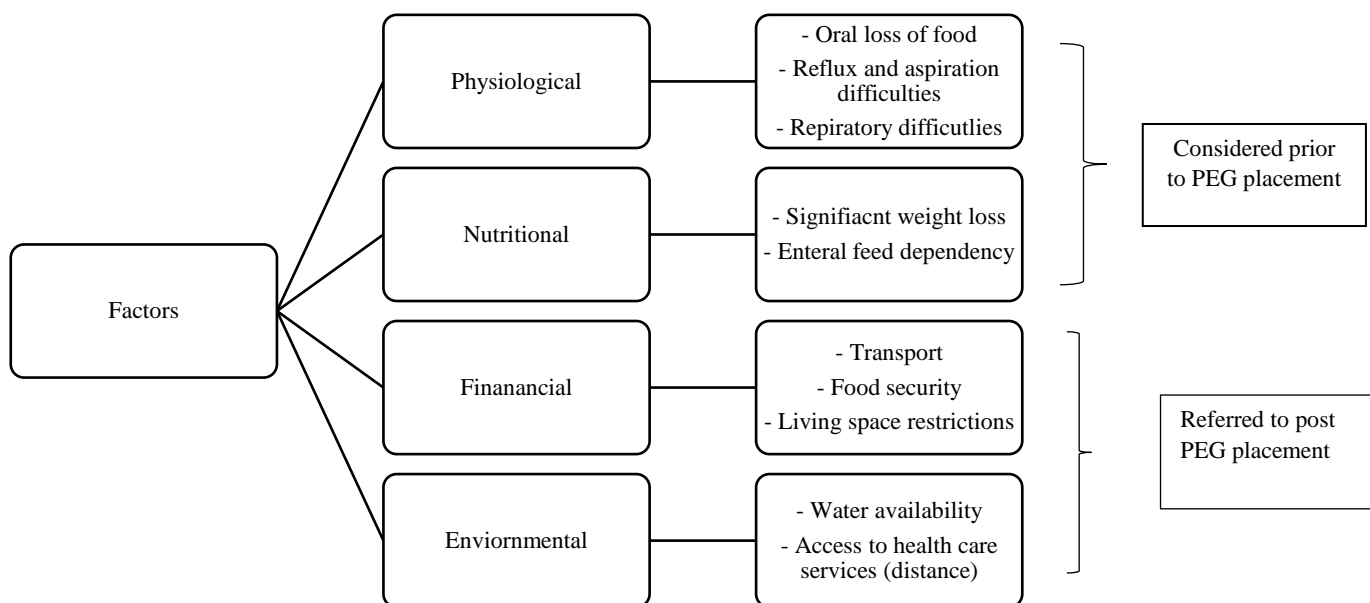 Factors
Physiological
- Oral loss of food
- Reflux and aspiration
difficulties
- Repiratory difficutlies
Considered prior
to PEG placement
Nutritional
- Signifiacnt weight loss
- Enteral feed dependency
Finanancial
- Transport
- Food security
- Living space restrictions
Referred to post
PEG placement
Enviornmental
- Water availability
- Access to health care
services (distance)